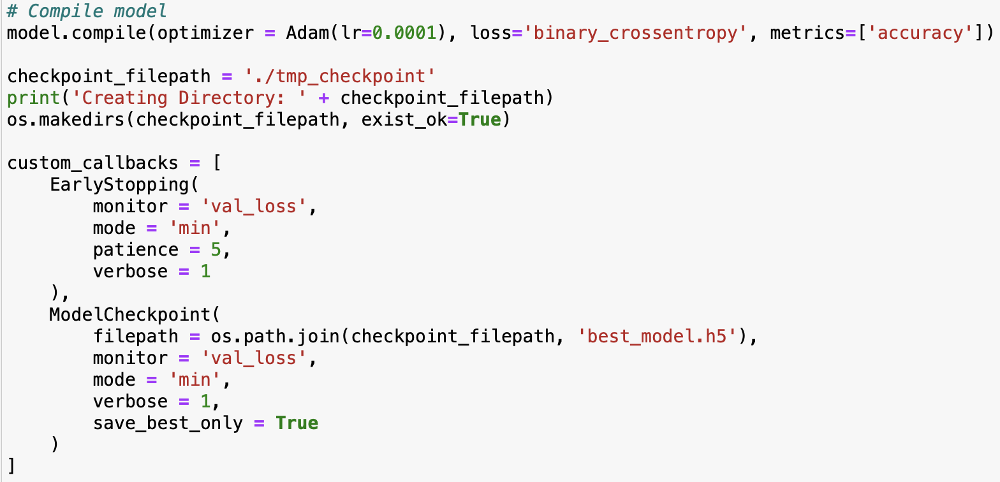 # Compile model
model.compile(optimizer = Adam(lr=0.0001), loss='binary_crossentropy', metrics=['accuracy'])
checkpoint_filepath = './tmp_checkpoint'
print('Creating Directory: ' + checkpoint_filepath)
os.makedirs(checkpoint_filepath, exist_ok=True)
custom_callbacks = [
    EarlyStopping(
        monitor = 'val_loss',
        mode = 'min',
        patience = 5,
        verbose = 1
    ),
    ModelCheckpoint(
        filepath = os.path.join(checkpoint_filepath, 'best_model.h5'),
        monitor = 'val_loss',
        mode = 'min',
        verbose = 1,
        save_best_only = True
    )
]